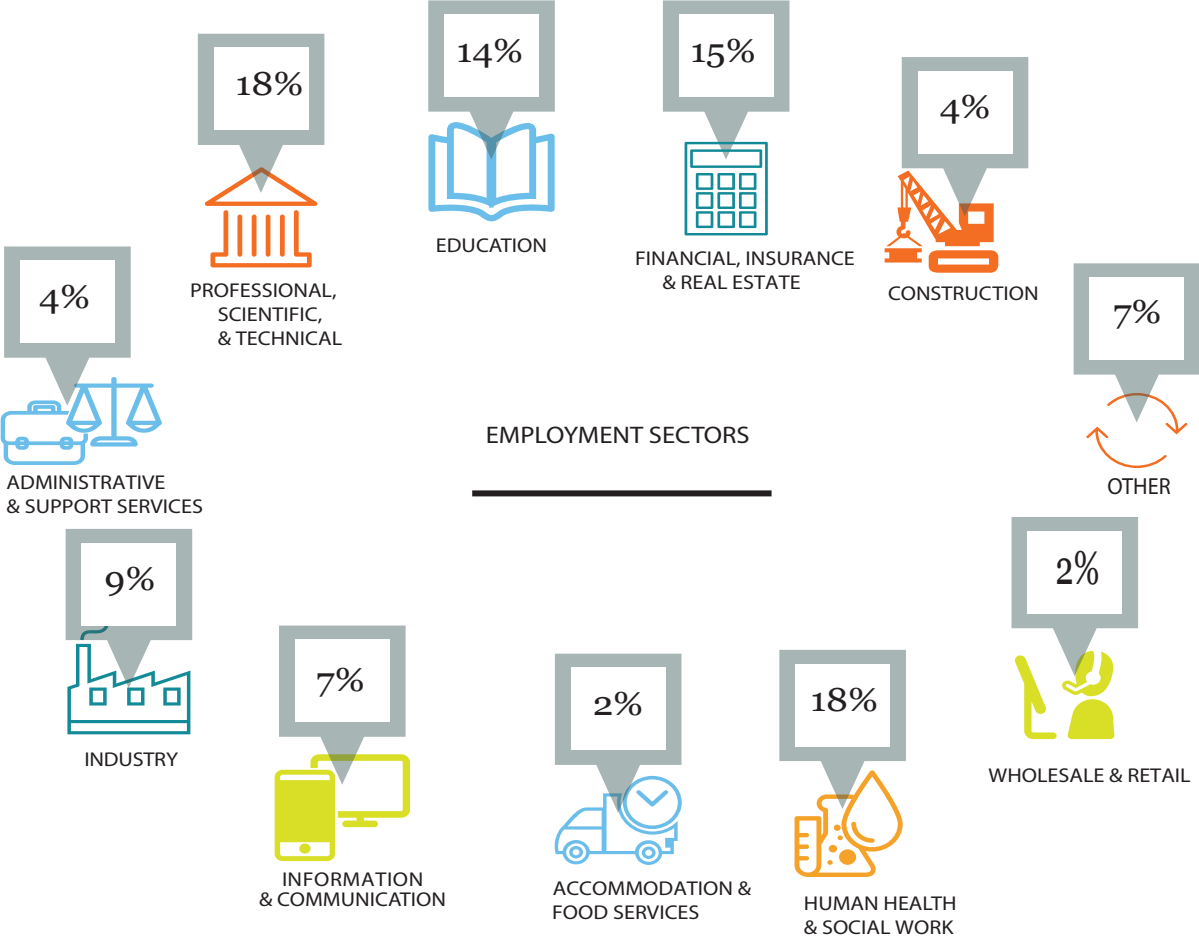 14%
15%
18%
4%
EDUCATION
FINANCIAL, INSURANCE
& REAL ESTATE
PROFESSIONAL,
SCIENTIFIC,
& TECHNICAL
CONSTRUCTION
4%
7%
EMPLOYMENT SECTORS
ADMINISTRATIVE
& SUPPORT SERVICES
OTHER
9%
2%
INDUSTRY
WHOLESALE & RETAIL
7%
2%
18%
INFORMATION
& COMMUNICATION
ACCOMMODATION &
FOOD SERVICES
HUMAN HEALTH
& SOCIAL WORK